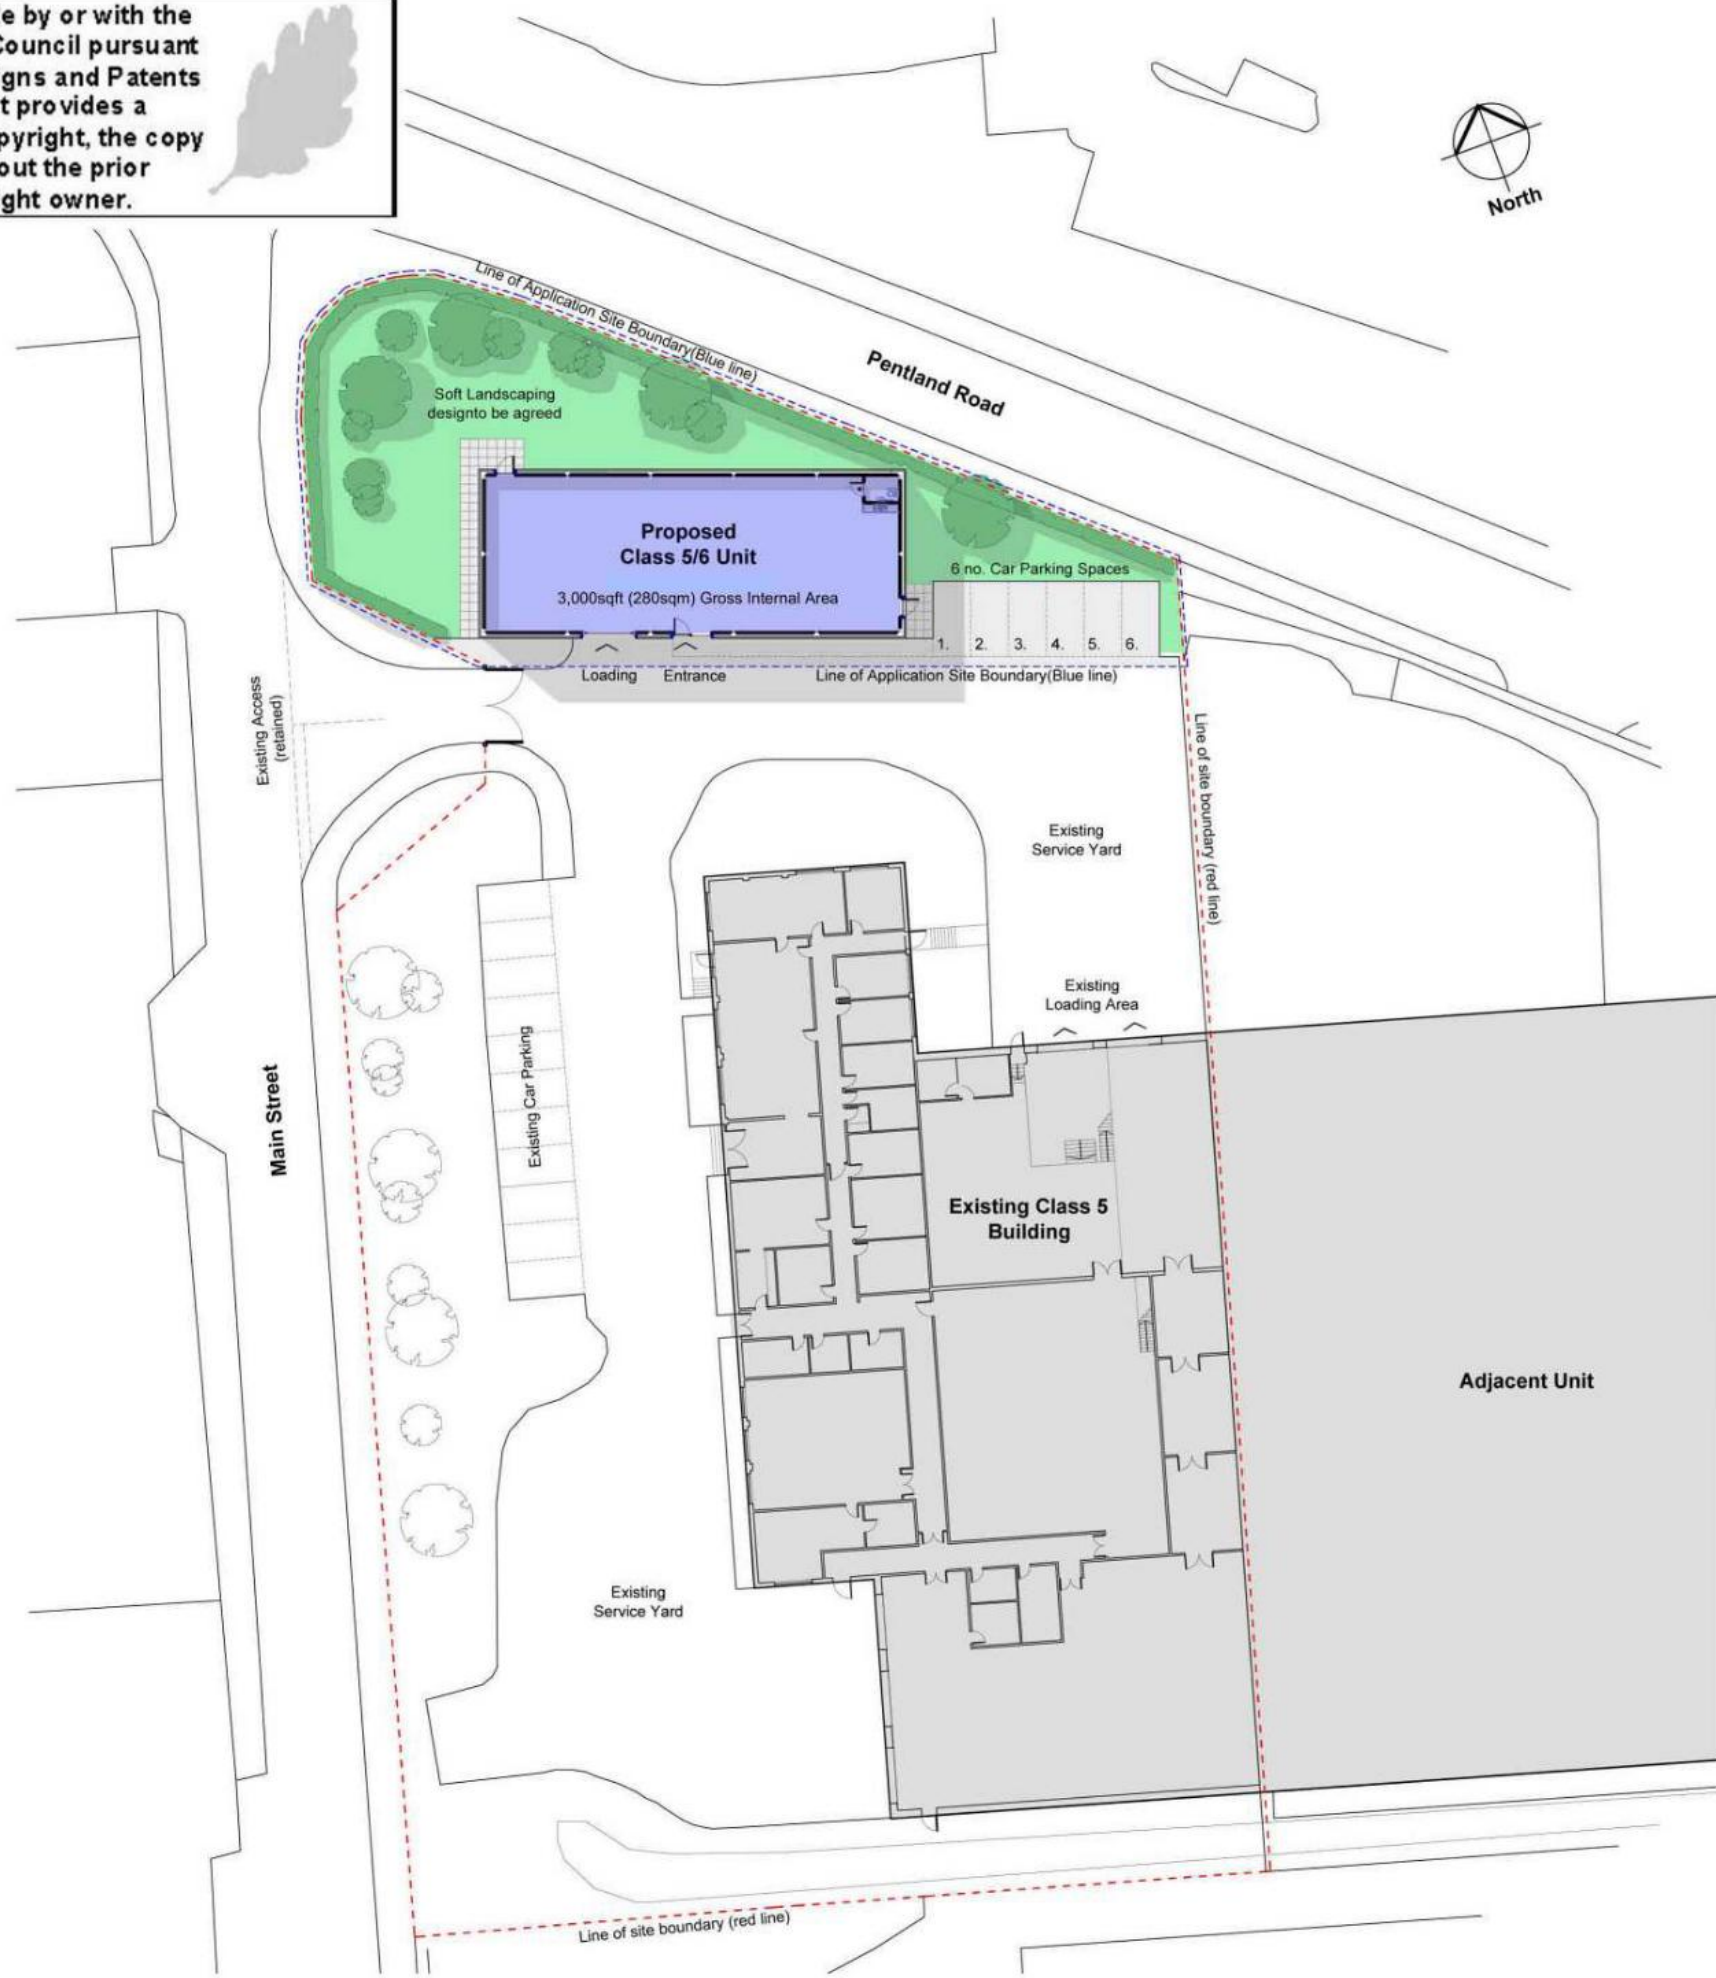 e by or with the
Council pursuant
igns and Patents
t provides a
pyright, the copy
out the prior
ght owner.
North
Line of Application Site Boundary(Blue line)
Pentland Road
Soft Landscaping
designto be agreed
Proposed
Class 5/6 Unit
3,000sqft (280sqm) Gross Internal Area
6 no. Car Parking Spaces
1. 2. 3. 4. 5. 6.
Loading Entrance
Line of Application Site Boundary(Blue line)
Existing Access
(retained)
Line of site boundary (red line)
Existing
Service Yard
Existing
Loading Area
Main Street
Existing Car Parking
Existing Class 5
Building
Adjacent Unit
Existing
Service Yard
Line of site boundary (red line)